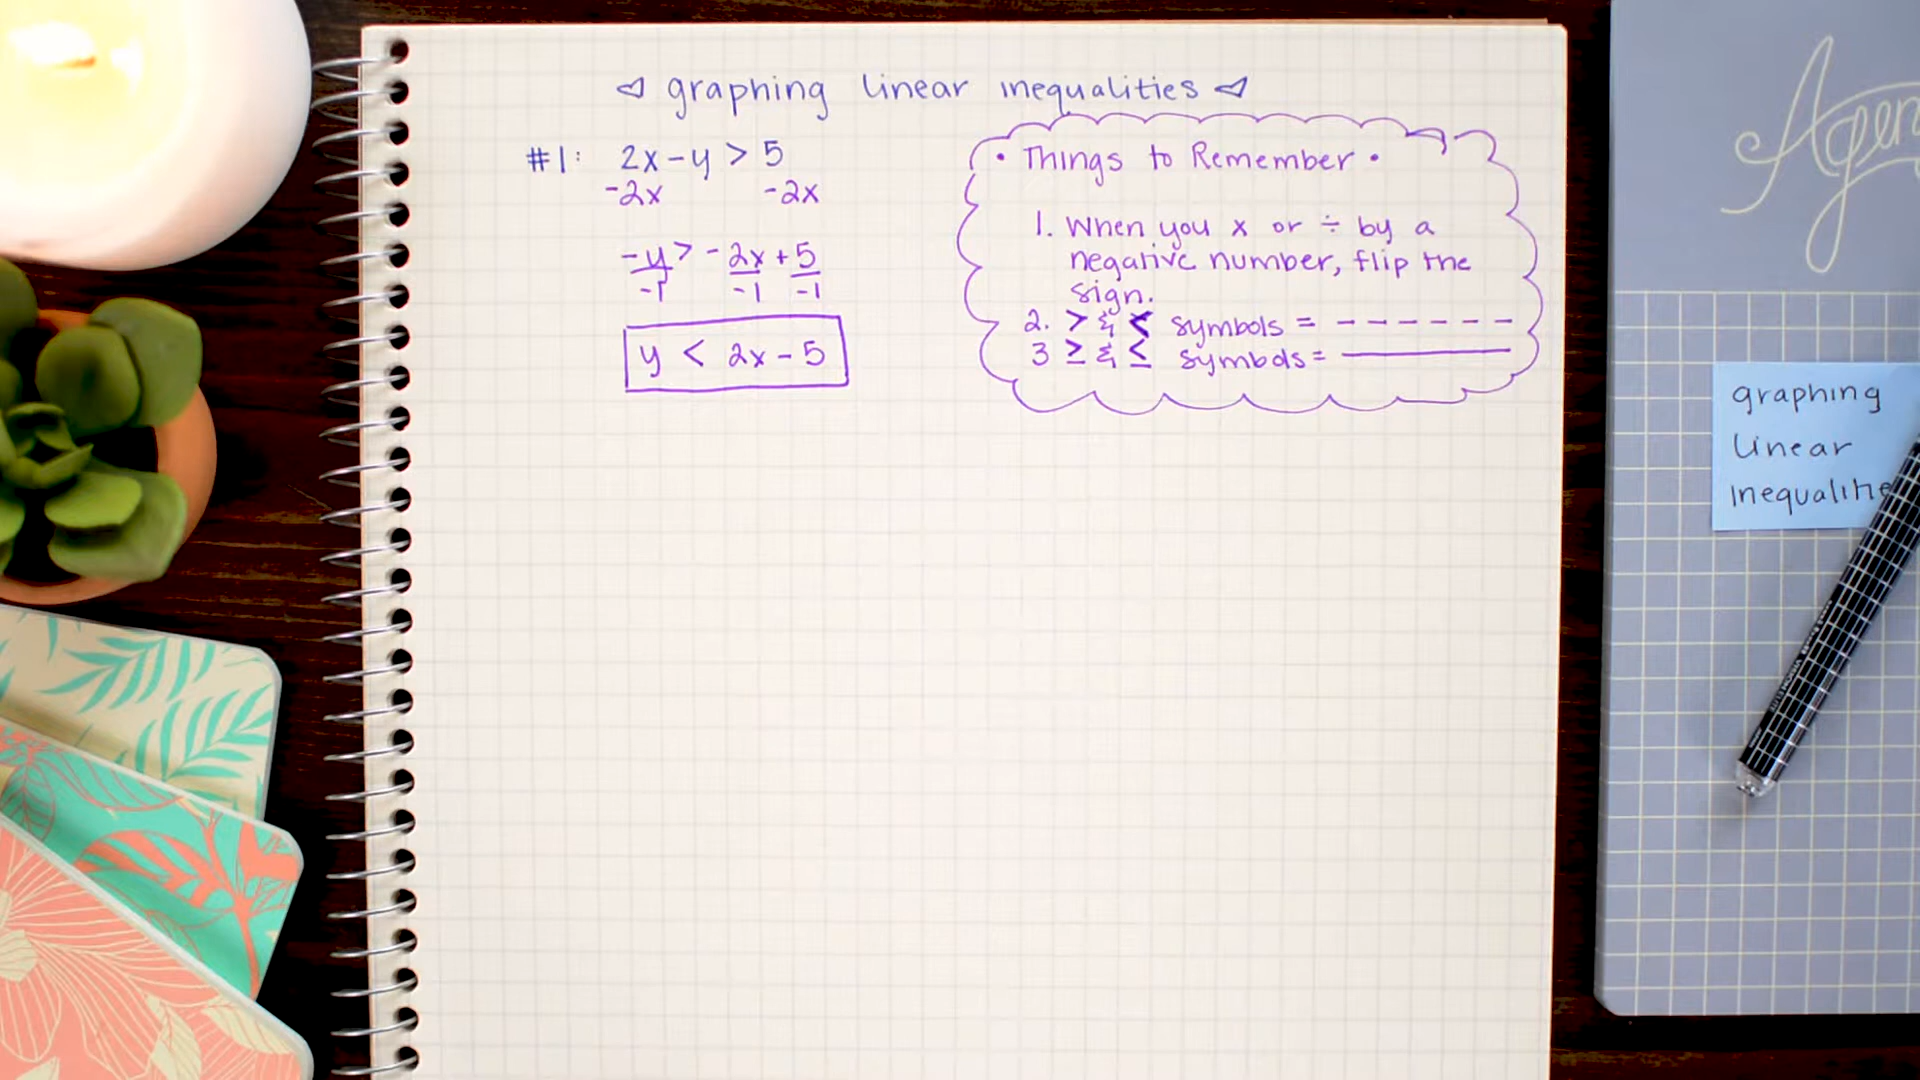 graphing linear inequalities
#1: 2x - y > 5
-2x -2x
-y > -2x + 5
-1 -1 -1
y < 2x - 5
• Things to Remember •
1. When you x or ÷ by a
negative number, flip the
sign.
2. > & < symbols = - - - - - -
3 ≥ & ≤ symbols = ———
graphing
linear